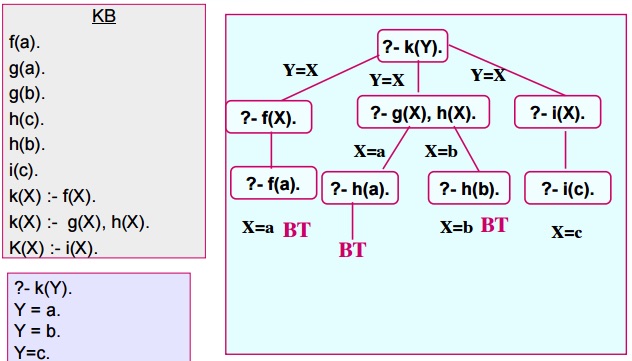 KB
f(a).
g(a).
g(b).
h(c).
h(b).
i(c).
k(X) :- f(X).
k(X) :- g(X), h(X).
K(X) :- i(X).
?- k(Y).
Y = a.
Y = b.
Y=c.
?- k(Y).
Y=X Y=X Y=X
?- f(X). ?- g(X), h(X). ?- i(X).
X=a X=b
?- f(a). ?- h(a). ?- h(b). ?- i(c).
X=a BT X=b BT X=c
BT